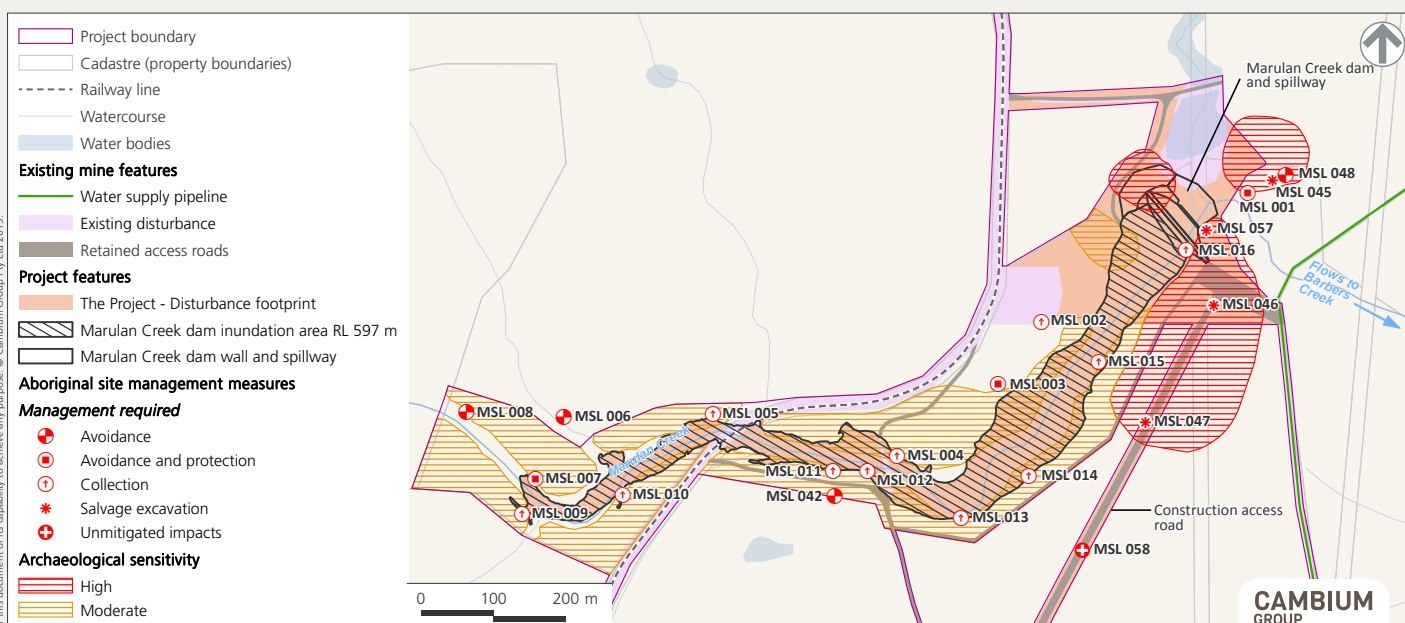 Project boundary
Cadastre (property boundaries)
Railway line
Watercourse
Water bodies
Existing mine features
Water supply pipeline
Existing disturbance
Retained access roads
Project features
The Project - Disturbance footprint
Marulan Creek dam inundation area RL 597 m
Marulan Creek dam wall and spillway
Aboriginal site management measures
Management required
Avoidance
Avoidance and protection
Collection
Salvage excavation
Unmitigated impacts
Archaeological sensitivity
High
Moderate
0 100 200 m
Marulan Creek dam
and spillway
MSL 048
MSL 045
MSL 001
MSL 057
MSL 016
Flows to
Barbers
Creek
MSL 046
MSL 002
MSL 015
MSL 003
MSL 047
MSL 008
MSL 006
MSL 005
Marulan Creek
MSL 004
MSL 007
MSL 011
MSL 012
MSL 014
MSL 010
MSL 042
MSL 009
MSL 013
Construction access
road
MSL 058
CAMBIUM
GROUP